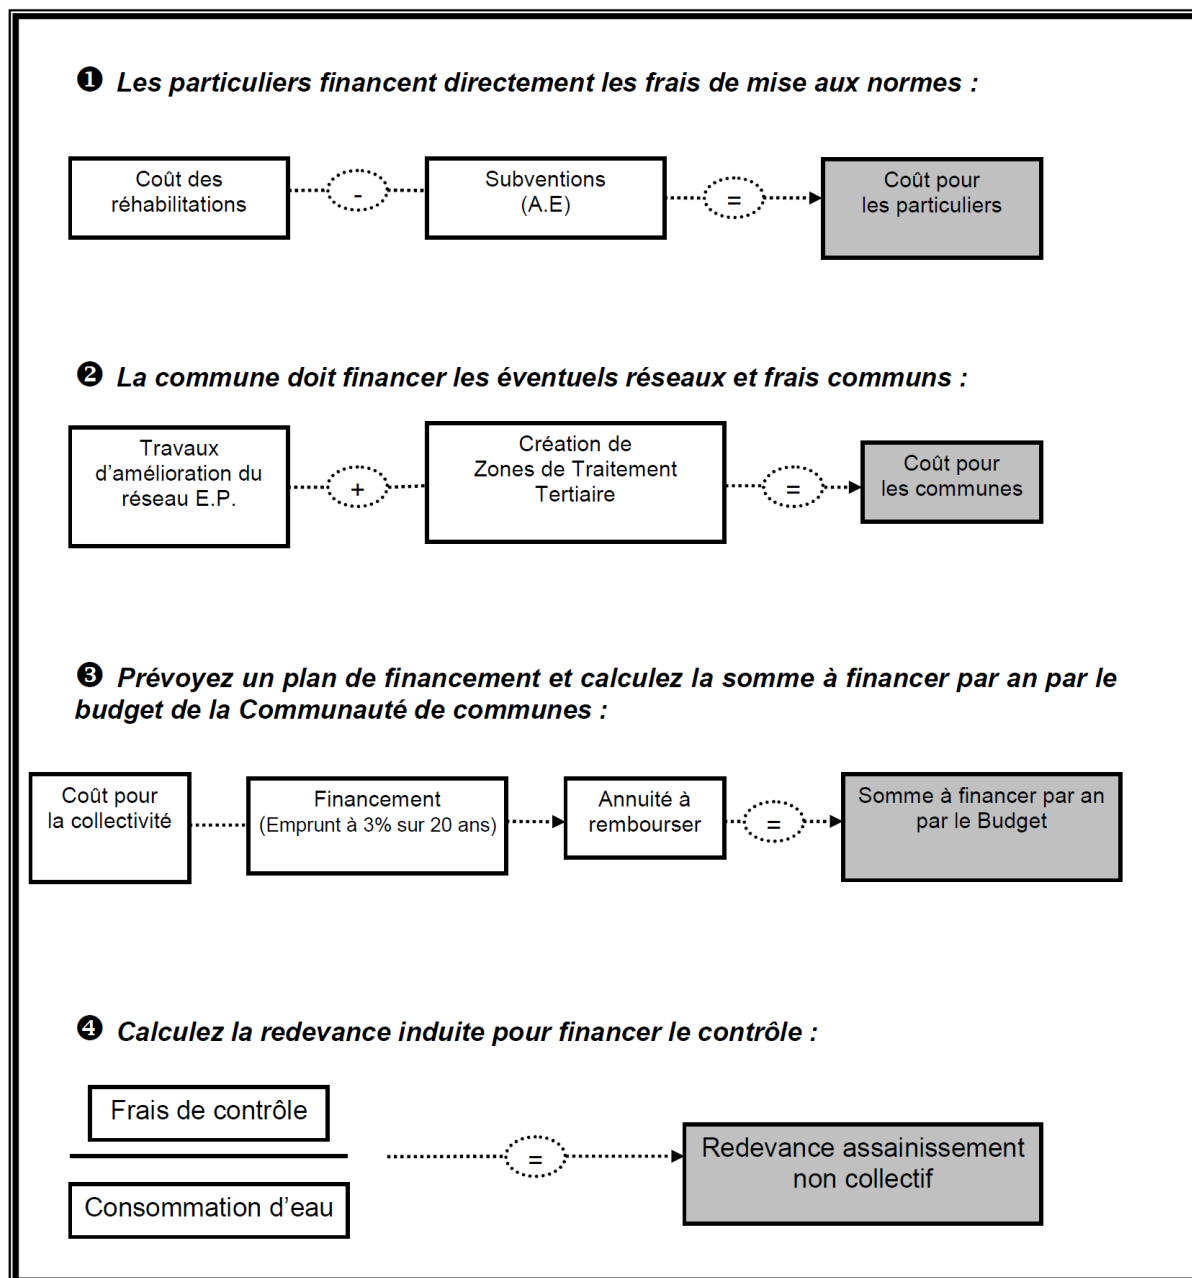 ❶ Les particuliers financent directement les frais de mise aux normes :
Coût des
réhabilitations
-
Subventions
(A.E)
=
Coût pour
les particuliers
❷ La commune doit financer les éventuels réseaux et frais communs :
Travaux
d’amélioration du
réseau E.P.
+
Création de
Zones de Traitement
Tertiaire
=
Coût pour
les communes
❸ Prévoyez un plan de financement et calculez la somme à financer par an par le
budget de la Communauté de communes :
Coût pour
la collectivité
Financement
(Emprunt à 3% sur 20 ans)
Annuité à
rembourser
=
Somme à financer par an
par le Budget
❹ Calculez la redevance induite pour financer le contrôle :
Frais de contrôle
Consommation d’eau
=
Redevance assainissement
non collectif